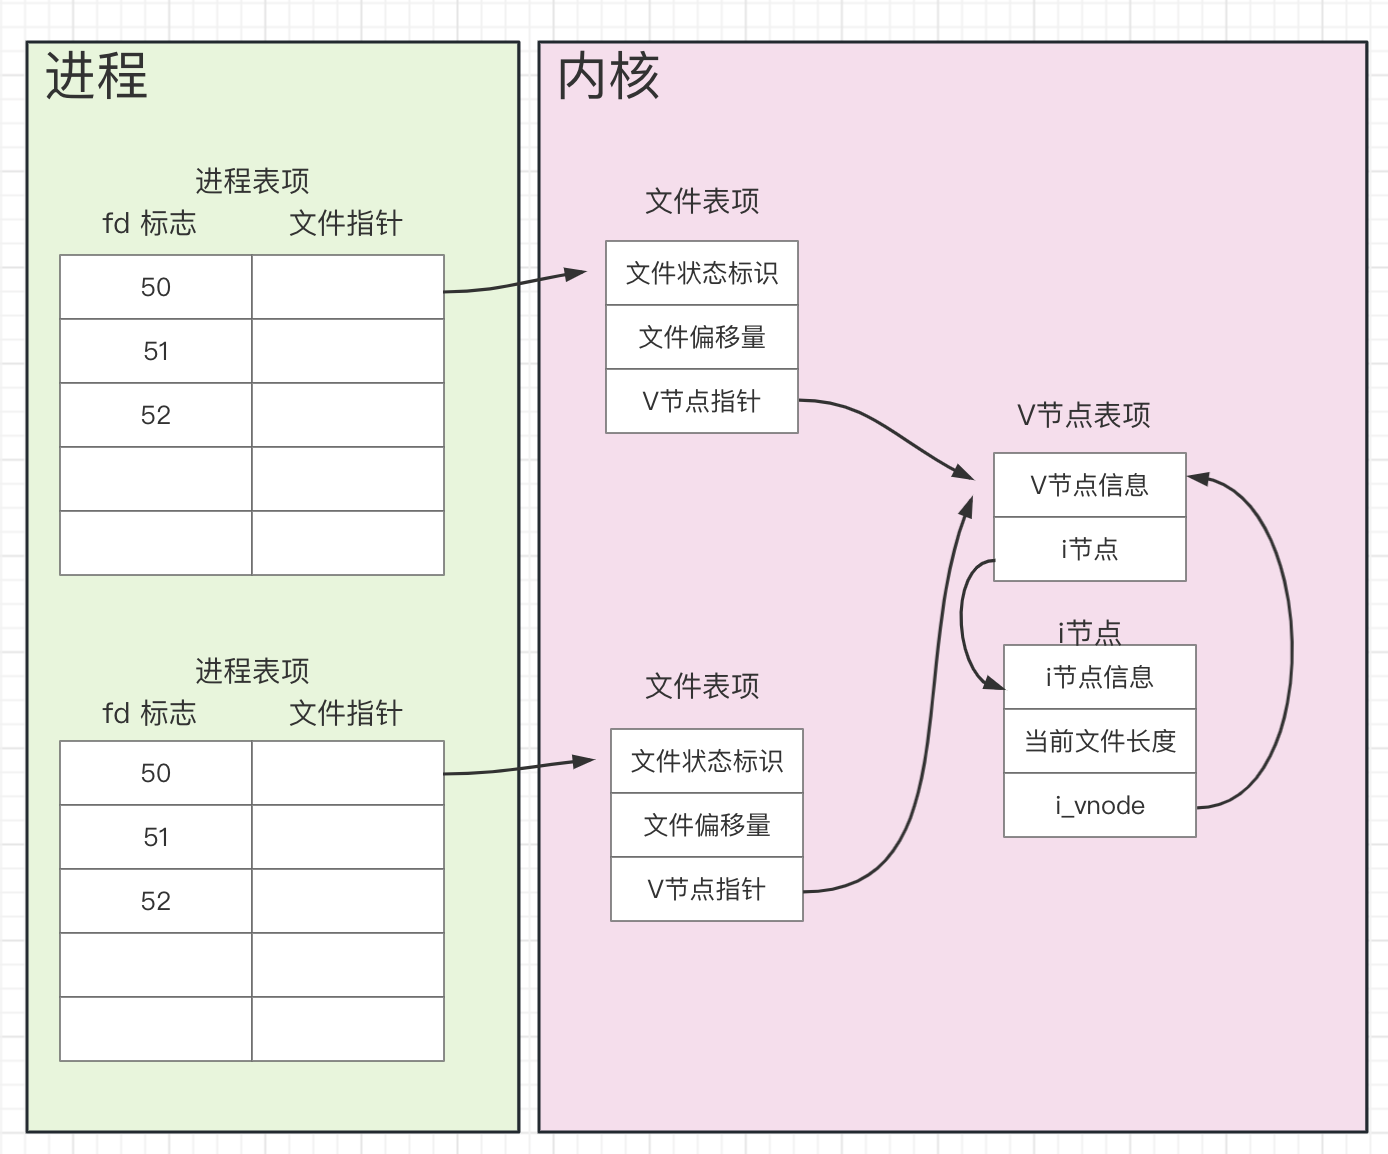 进程
进程表项
fd 标志 文件指针
50
51
52
进程表项
fd 标志 文件指针
50
51
52
内核
文件表项
文件状态标识
文件偏移量
V节点指针
V节点表项
V节点信息
i节点
i节点
i节点信息
当前文件长度
i_vnode
文件表项
文件状态标识
文件偏移量
V节点指针